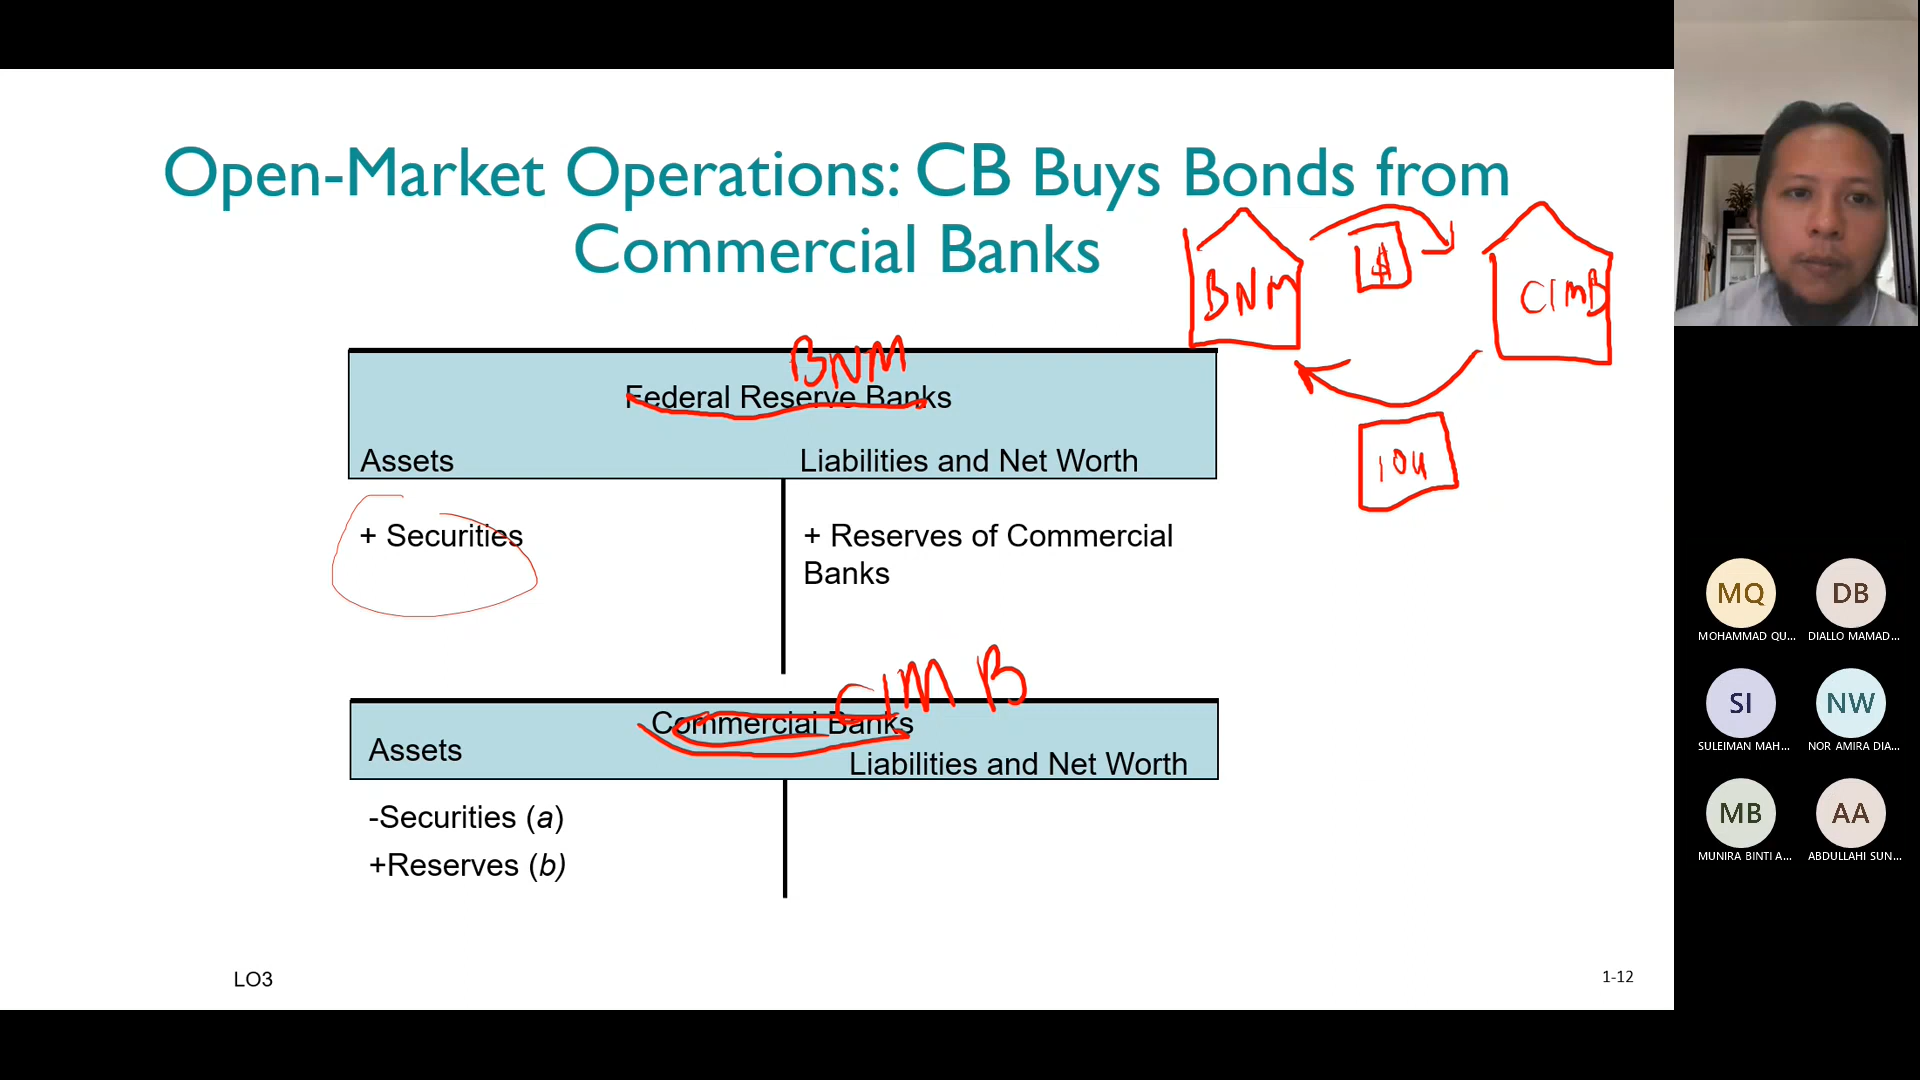 Open-Market Operations: CB Buys Bonds from
Commercial Banks
BNM
$
CIMB
IOU
BNM
Federal Reserve Banks
Assets
Liabilities and Net Worth
+ Securities
+ Reserves of Commercial
Banks
CIMB
Commercial Banks
Assets
Liabilities and Net Worth
-Securities (a)
+Reserves (b)
LO3
1-12
MQ
MOHAMMAD QU...
DB
DIALLO MAMAD...
SI
SULEIMAN MAH...
NW
NOR AMIRA DIA...
MB
MUNIRA BINTI A...
AA
ABDULLAHI SUN...